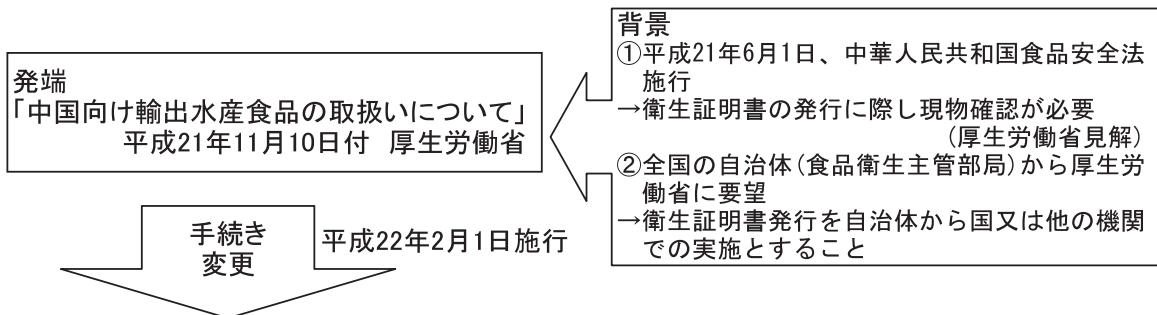 発端
「中国向け輸出水産食品の取扱いについて」
平成21年11月10日付 厚生労働省
背景
①平成21年6月1日、中華人民共和国食品安全法
施行
→衛生証明書の発行に際し現物確認が必要
(厚生労働省見解)
②全国の自治体(食品衛生主管部局)から厚生労
働省に要望
→衛生証明書発行を自治体から国又は他の機関
での実施とすること
手続き
変更
平成22年2月1日施行